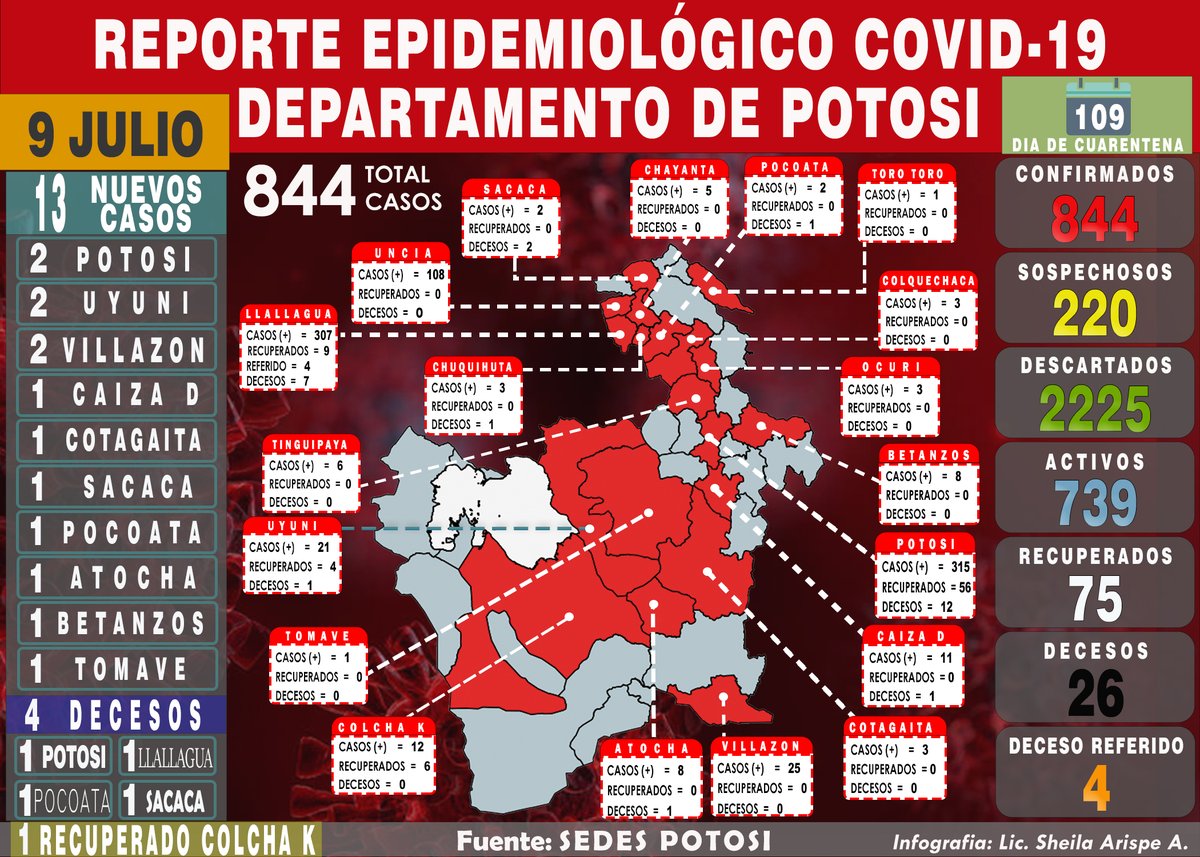 REPORTE EPIDEMIOLÓGICO COVID-19
DEPARTAMENTO DE POTOSI
9 JULIO
109
DIA DE CUARENTENA
13 NUEVOS CASOS
2 POTOSI
2 UYUNI
2 VILLAZON
1 CAIZA D
1 COTAGAITA
1 SACACA
1 POCOATA
1 ATOCHA
1 BETANZOS
1 TOMAVE
4 DECESOS
1 POTOSI
1 LLALLAGUA
1 POCOATA
1 SACACA
1 RECUPERADO COLCHA K
844 TOTAL CASOS
SACACA
CASOS (+) = 2
RECUPERADOS =0
DECESOS = 2
CHAYANTA
CASOS (+) = 5
RECUPERADOS =0
DECESOS = 0
POCOATA
CASOS (+) = 2
RECUPERADOS = 0
DECESOS = 1
TORO TORO
CASOS (+) = 1
RECUPERADOS =0
DECESOS = 0
UNCIA
CASOS (+) = 108
RECUPERADOS = 0
DECESOS = 0
COLQUECHACA
CASOS (+) = 3
RECUPERADOS =0
DECESOS = 0
LLALLAGUA
CASOS (+) = 307
RECUPERADOS = 9
REFERIDO = 4
DECESOS = 7
CHUQUIHUTA
CASOS (+) = 3
RECUPERADOS =0
DECESOS = 1
OCURI
CASOS (+) = 3
RECUPERADOS =0
DECESOS = 0
TINGUIPAYA
CASOS (+) = 6
RECUPERADOS =0
DECESOS = 0
BETANZOS
CASOS (+) = 8
RECUPERADOS =0
DECESOS = 0
UYUNI
CASOS (+) = 21
RECUPERADOS = 4
DECESOS = 1
POTOSI
CASOS (+) = 315
RECUPERADOS =56
DECESOS = 12
TOMAVE
CASOS (+) = 1
RECUPERADOS =0
DECESOS = 0
CAIZA D
CASOS (+) = 11
RECUPERADOS =0
DECESOS = 1
COLCHA K
CASOS (+) = 12
RECUPERADOS = 6
DECESOS = 0
ATOCHA
CASOS (+) = 8
RECUPERADOS =0
DECESOS = 1
VILLAZON
CASOS (+) = 25
RECUPERADOS = 0
DECESOS = 0
COTAGAITA
CASOS (+) = 3
RECUPERADOS =0
DECESOS = 0
CONFIRMADOS
844
SOSPECHOSOS
220
DESCARTADOS
2225
ACTIVOS
739
RECUPERADOS
75
DECESOS
26
DECESO REFERIDO
4
Fuente: SEDES POTOSI
Infografia: Lic. Sheila Arispe A.